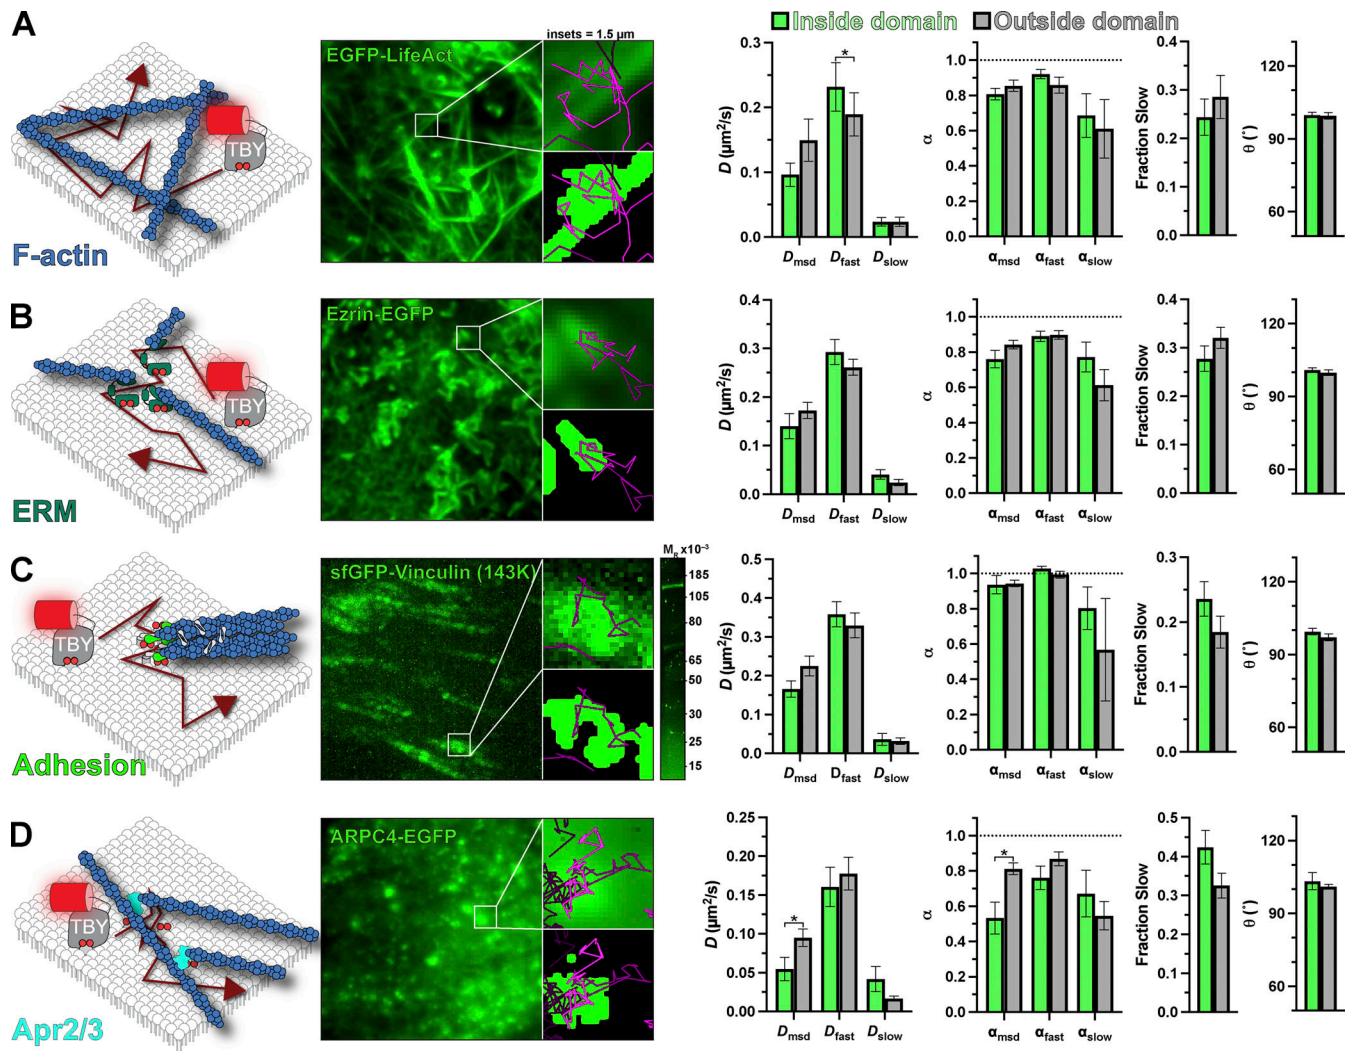 Inside domain Outside domain
A
TBY
F-actin
EGFP-LifeAct
insets = 1.5 µm
D (µm²/s)
0.3
0.2
0.1
0.0
*
Dmsd Dfast Dslow
α
1.0
0.8
0.6
0.4
0.2
0.0
αmsd αfast αslow
Fraction Slow
0.4
0.3
0.2
0.1
0.0
θ (°)
120
90
60
B
TBY
ERM
Ezrin-EGFP
D (µm²/s)
0.4
0.3
0.2
0.1
0.0
Dmsd Dfast Dslow
α
1.0
0.8
0.6
0.4
0.2
0.0
αmsd αfast αslow
Fraction Slow
0.4
0.3
0.2
0.1
0.0
θ (°)
120
90
60
C
TBY
Adhesion
sfGFP-Vinculin (143K)
MR x10⁻³
185
105
80
65
50
25
15
D (µm²/s)
0.5
0.4
0.3
0.2
0.1
0.0
Dmsd Dfast Dslow
α
1.0
0.8
0.6
0.4
0.2
0.0
αmsd αfast αslow
Fraction Slow
0.3
0.2
0.1
0.0
θ (°)
120
90
60
D
TBY
Apr2/3
ARPC4-EGFP
D (µm²/s)
0.25
0.20
0.15
0.10
0.05
0.00
*
Dmsd Dfast Dslow
α
1.0
0.8
0.6
0.4
0.2
0.0
*
αmsd αfast αslow
Fraction Slow
0.5
0.4
0.3
0.2
0.1
0.0
θ (°)
120
90
60